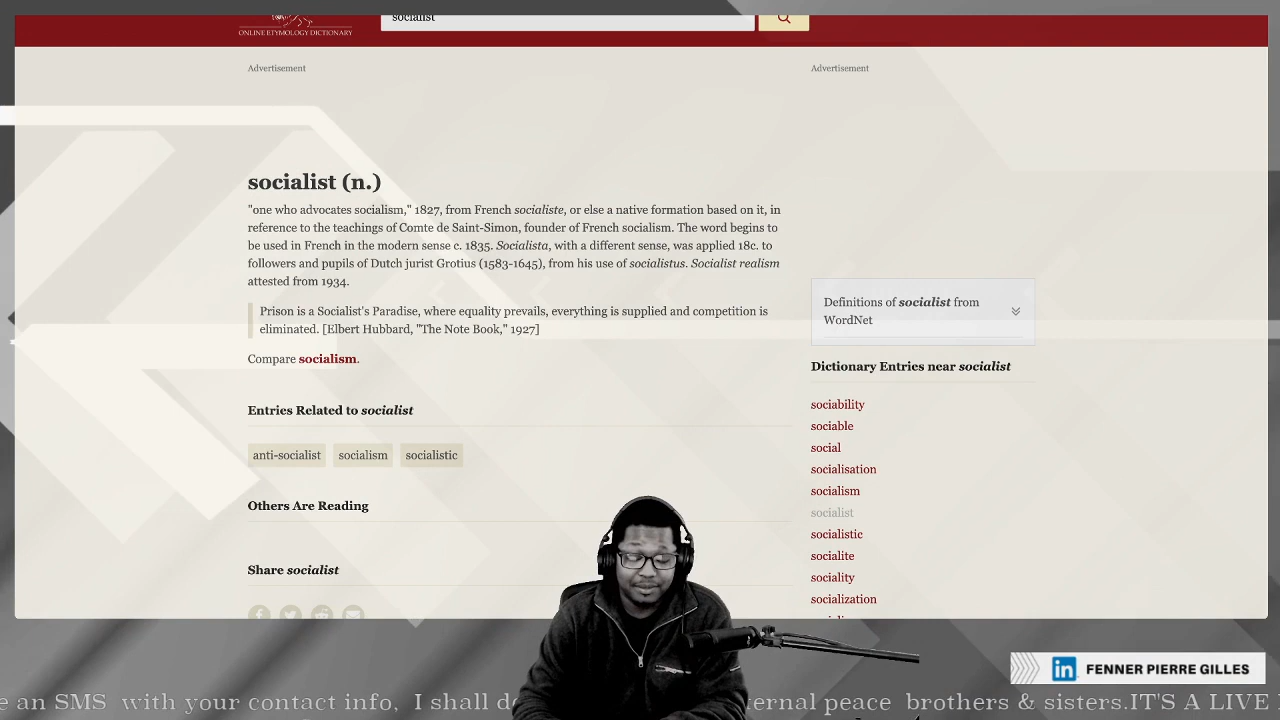 socialist
ONLINE ETYMOLOGY DICTIONARY
Advertisement
Advertisement
socialist (n.)
"one who advocates socialism," 1827, from French socialiste, or else a native formation based on it, in
reference to the teachings of Comte de Saint-Simon, founder of French socialism. The word begins to
be used in French in the modern sense c. 1835. Socialista, with a different sense, was applied 18c. to
followers and pupils of Dutch jurist Grotius (1583-1645), from his use of socialistus. Socialist realism
attested from 1934.
Prison is a Socialist's Paradise, where equality prevails, everything is supplied and competition is
eliminated. [Elbert Hubbard, "The Note Book," 1927]
Compare socialism.
Entries Related to socialist
anti-socialist socialism socialistic
Others Are Reading
Share socialist
Definitions of socialist from
WordNet
Dictionary Entries near socialist
sociability
sociable
social
socialisation
socialism
socialist
socialistic
socialite
sociality
socialization
in FENNER PIERRE GILLES
an SMS with your contact info, I shall peace brothers & sisters.IT'S A LIVE